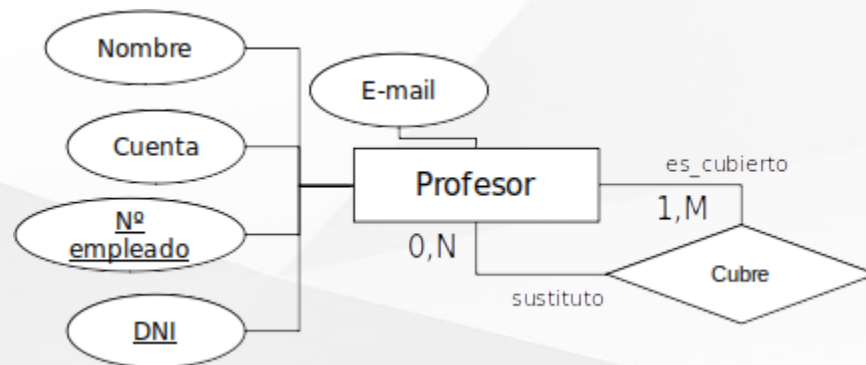 Nombre
E-mail
Cuenta
Profesor
es_cubierto
1,M
Nº
empleado
0,N
Cubre
sustituto
DNI